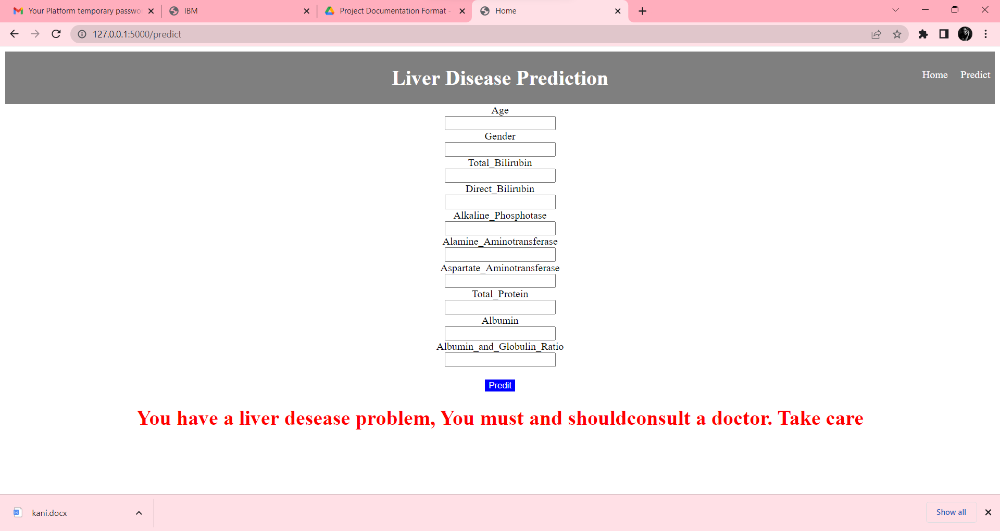 Your Platform temporary passwo
IBM
Project Documentation Format -
Home
127.0.0.1:5000/predict
Liver Disease Prediction
Home Predict
Age
Gender
Total_Bilirubin
Direct_Bilirubin
Alkaline_Phosphotase
Alamine_Aminotransferase
Aspartate_Aminotransferase
Total_Protein
Albumin
Albumin_and_Globulin_Ratio
Predit
You have a liver desease problem, You must and shouldconsult a doctor. Take care
kani.docx
Show all